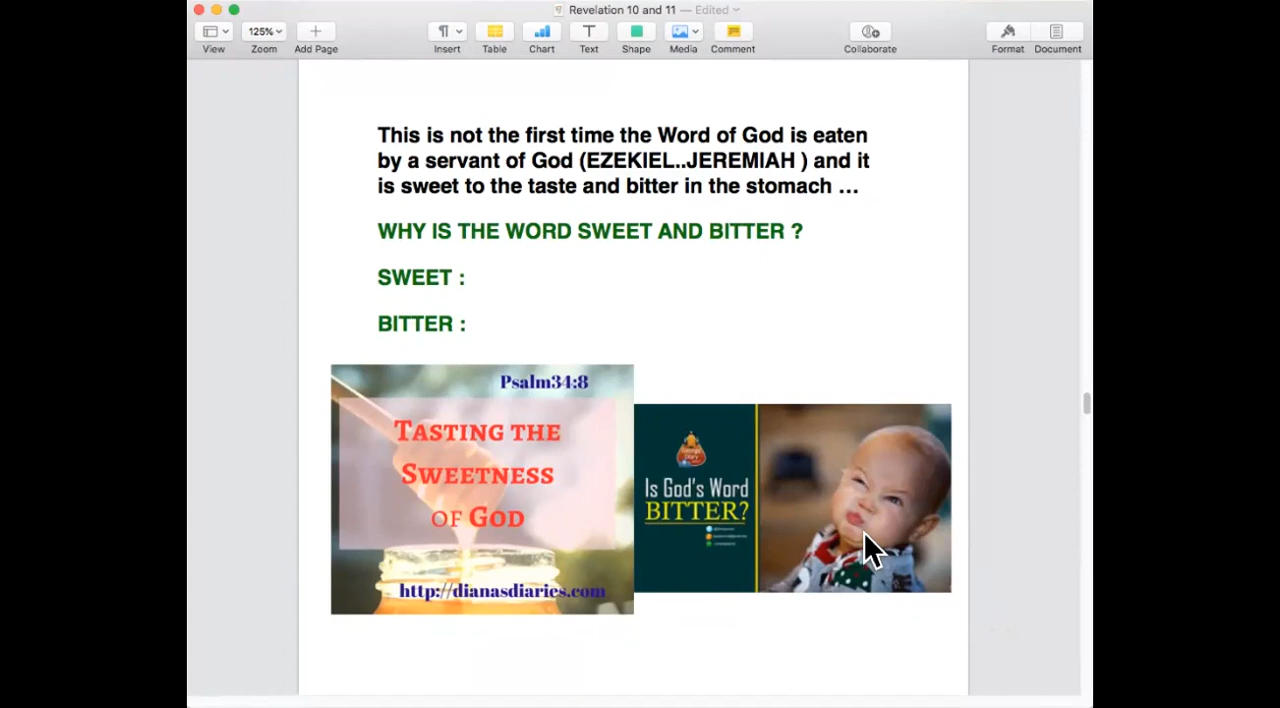 Revelation 10 and 11 — Edited
125%
View
Zoom
Add Page
Insert
Table
Chart
Text
Shape
Media
Comment
Collaborate
Format
Document
This is not the first time the Word of God is eaten
by a servant of God (EZEKIEL..JEREMIAH ) and it
is sweet to the taste and bitter in the stomach ...
WHY IS THE WORD SWEET AND BITTER ?
SWEET :
BITTER :
Psalm34:8
TASTING THE
SWEETNESS
OF GOD
http://dianasdiaries.com
Is God's Word
BITTER?